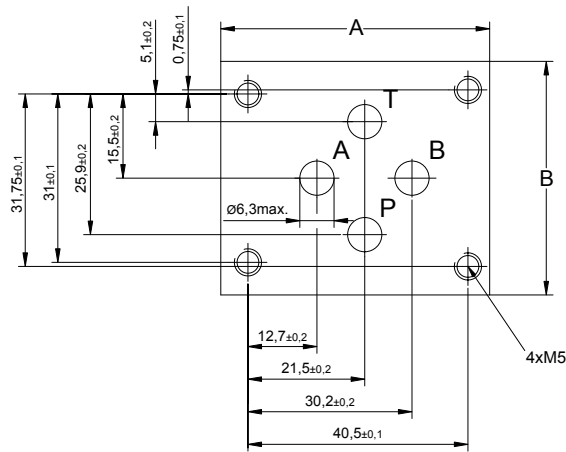 A
5,1±0,2
0,75±0,1
T
A
B
P
B
Ø6,3max.
31,75±0,1
31±0,1
25,9±0,2
15,5±0,2
12,7±0,2
21,5±0,2
30,2±0,2
40,5±0,1
4xM5